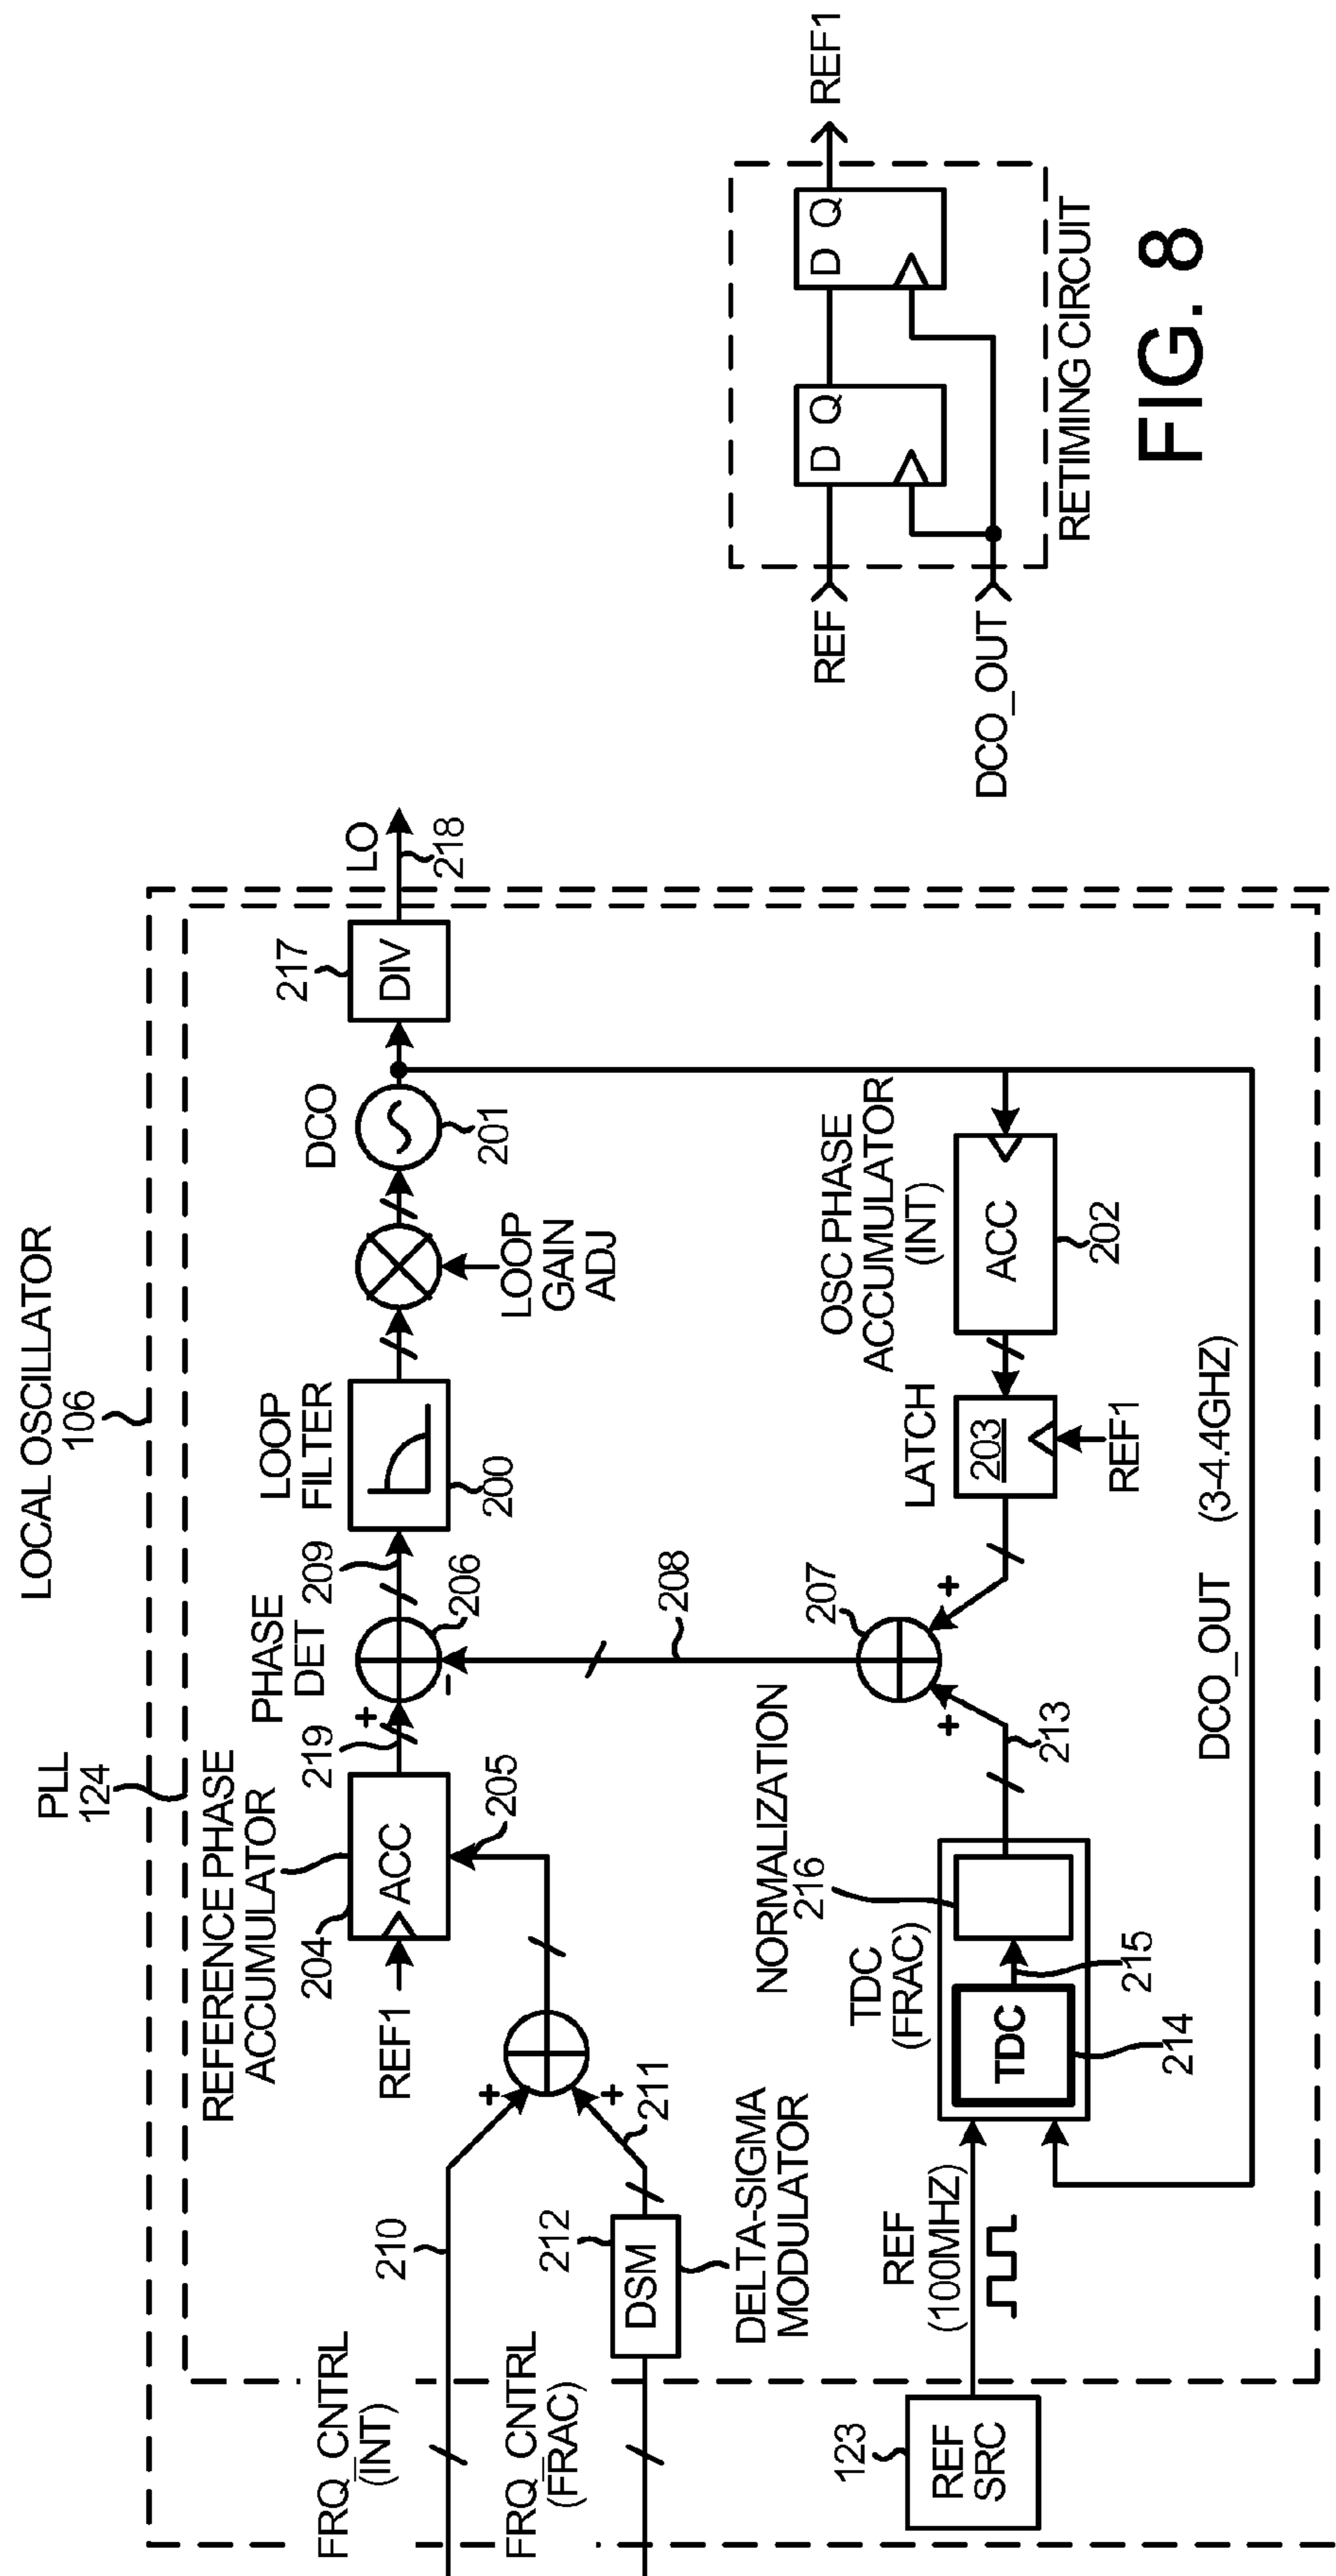 LOCAL OSCILLATOR
106
PLL
124
FRQ_CNTRL
(INT)
210
FRQ_CNTRL
(FRAC)
212
DSM
DELTA-SIGMA
MODULATOR
211
+
+
REFERENCE PHASE
ACCUMULATOR
204
REF1
ACC
205
219
+
-
PHASE
DET
209
206
LOOP
FILTER
200
LOOP
GAIN
ADJ
DCO
201
217
DIV
LO
218
208
207
+
+
LATCH
203
REF1
OSC PHASE
ACCUMULATOR
(INT)
ACC
202
123
REF
SRC
REF
(100MHZ)
TDC
(FRAC)
NORMALIZATION
216
TDC
214
215
213
DCO_OUT
(3-4.4GHZ)
REF
DCO_OUT
D Q
D Q
REF1
RETIMING CIRCUIT
FIG. 8